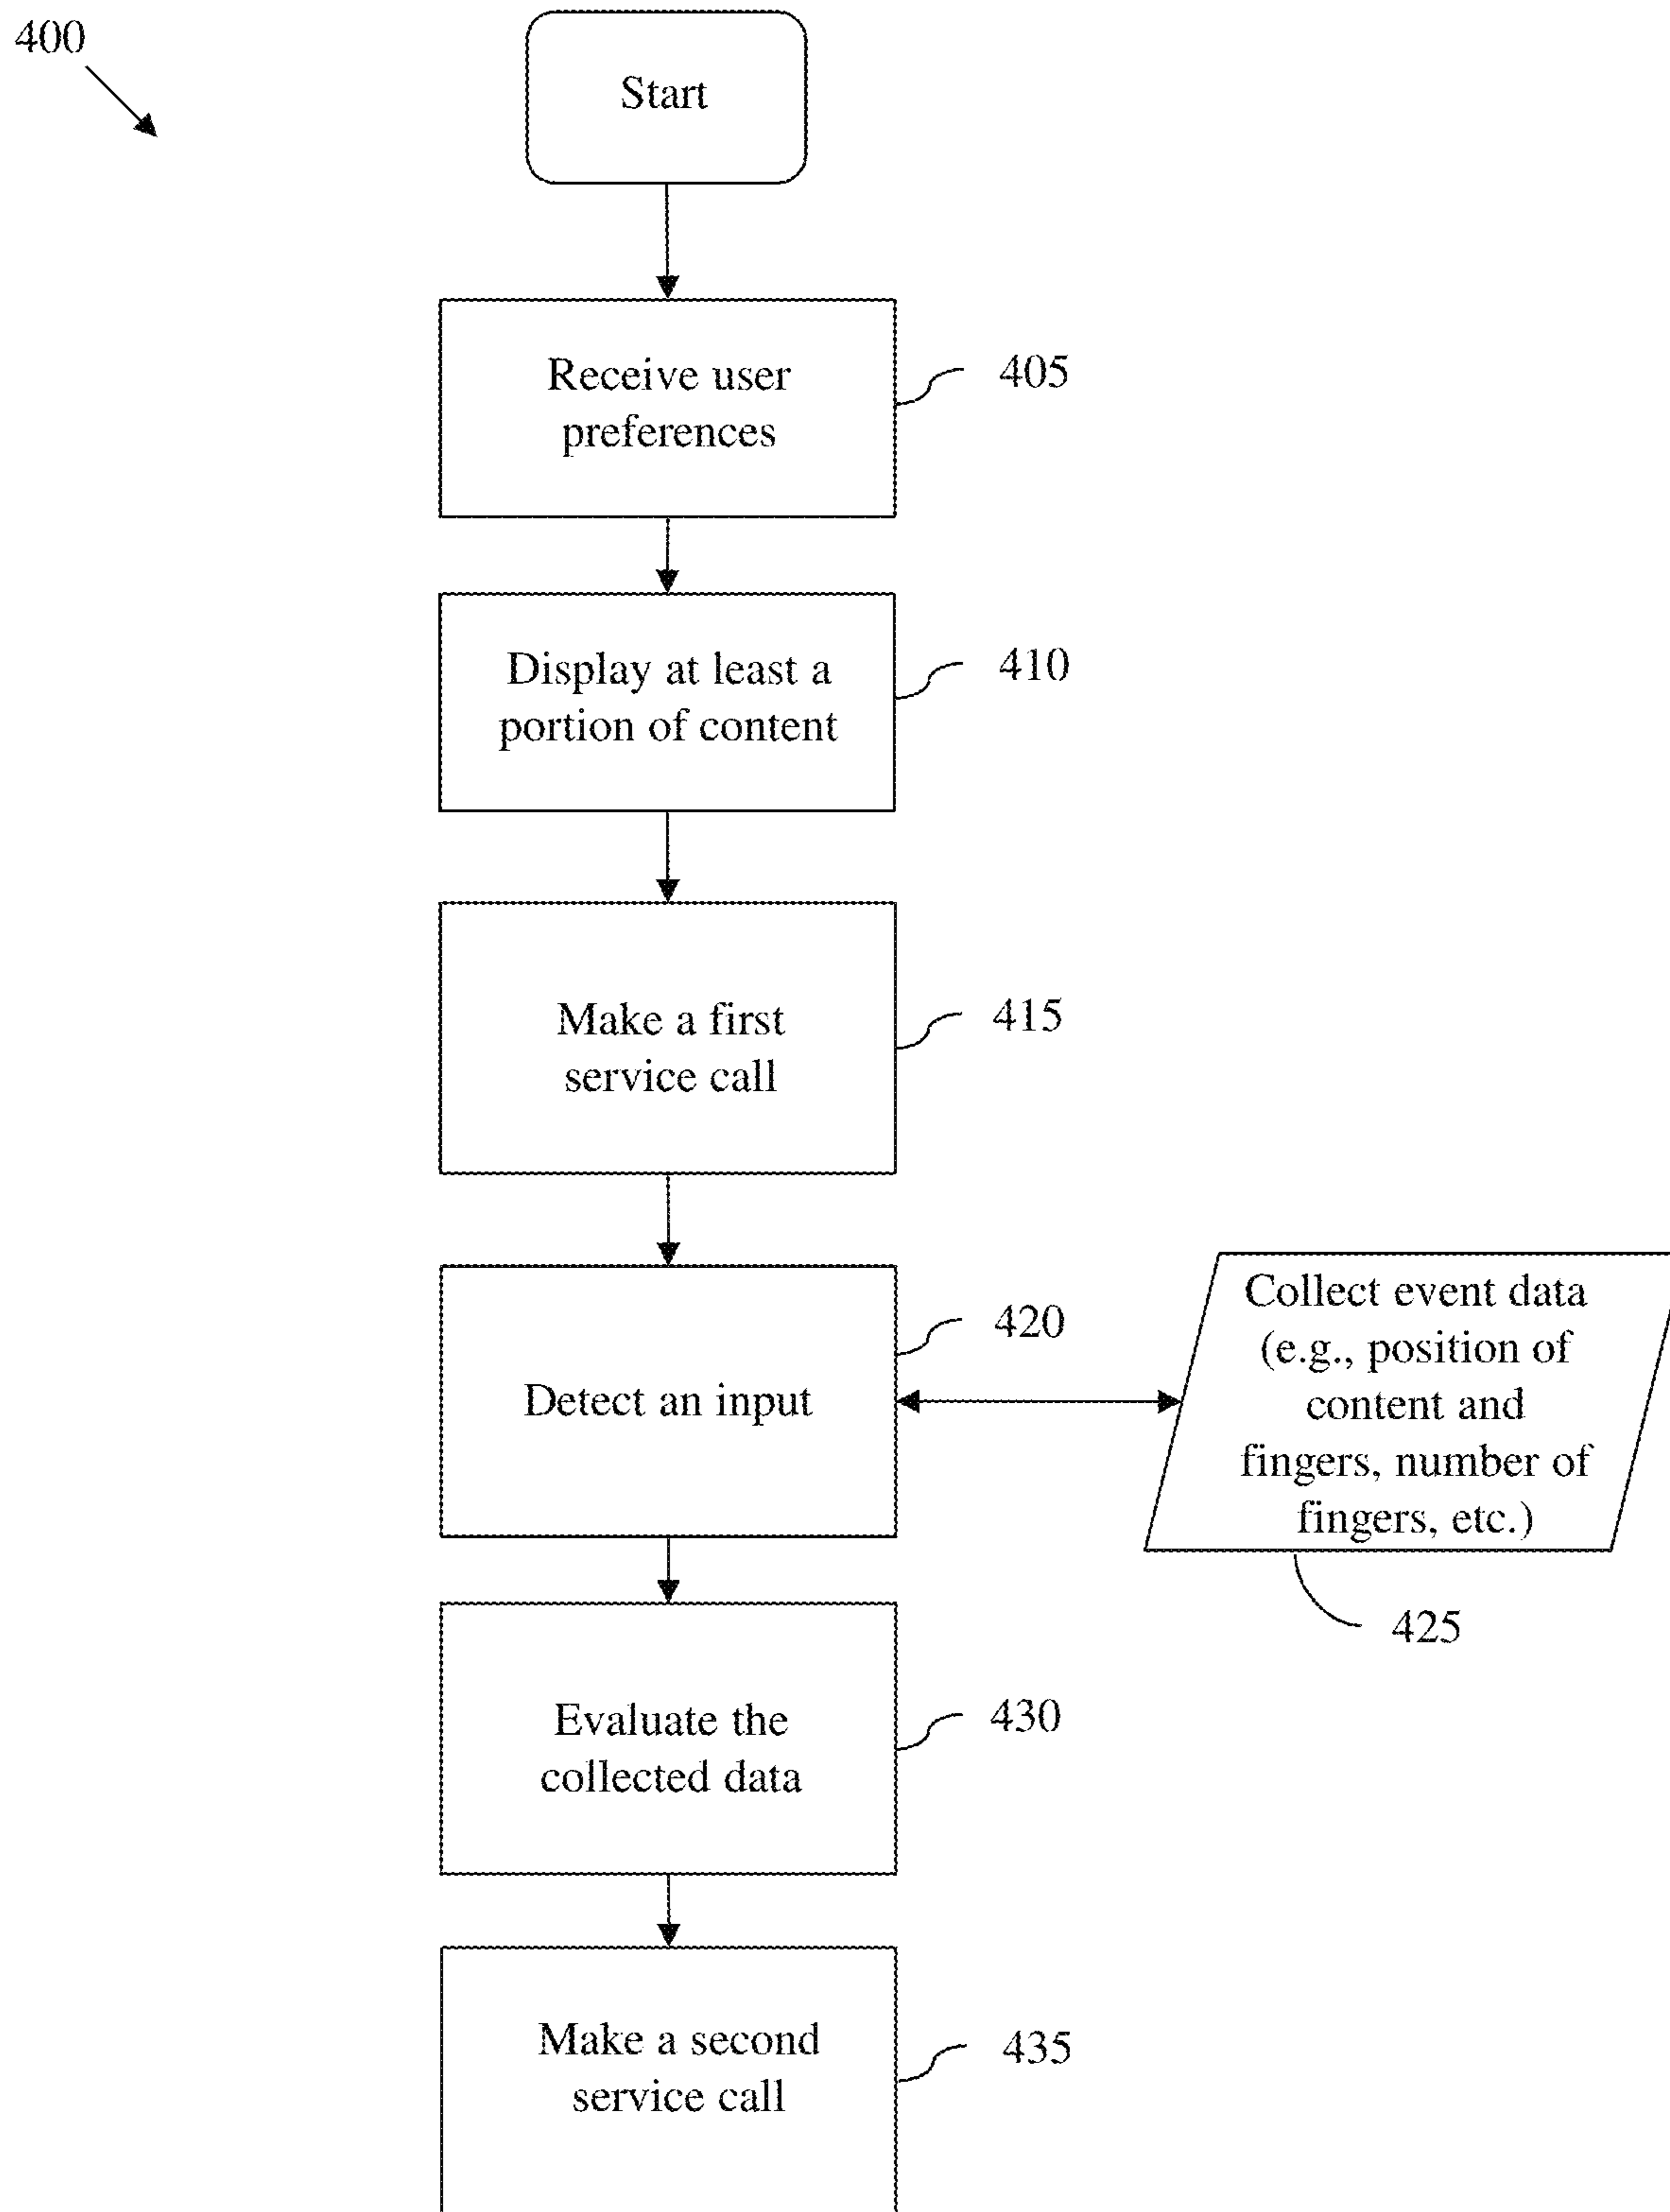 400
Start
Receive user
preferences
405
Display at least a
portion of content
410
Make a first
service call
415
Detect an input
420
Collect event data
(e.g., position of
content and
fingers, number of
fingers, etc.)
425
Evaluate the
collected data
430
Make a second
service call
435